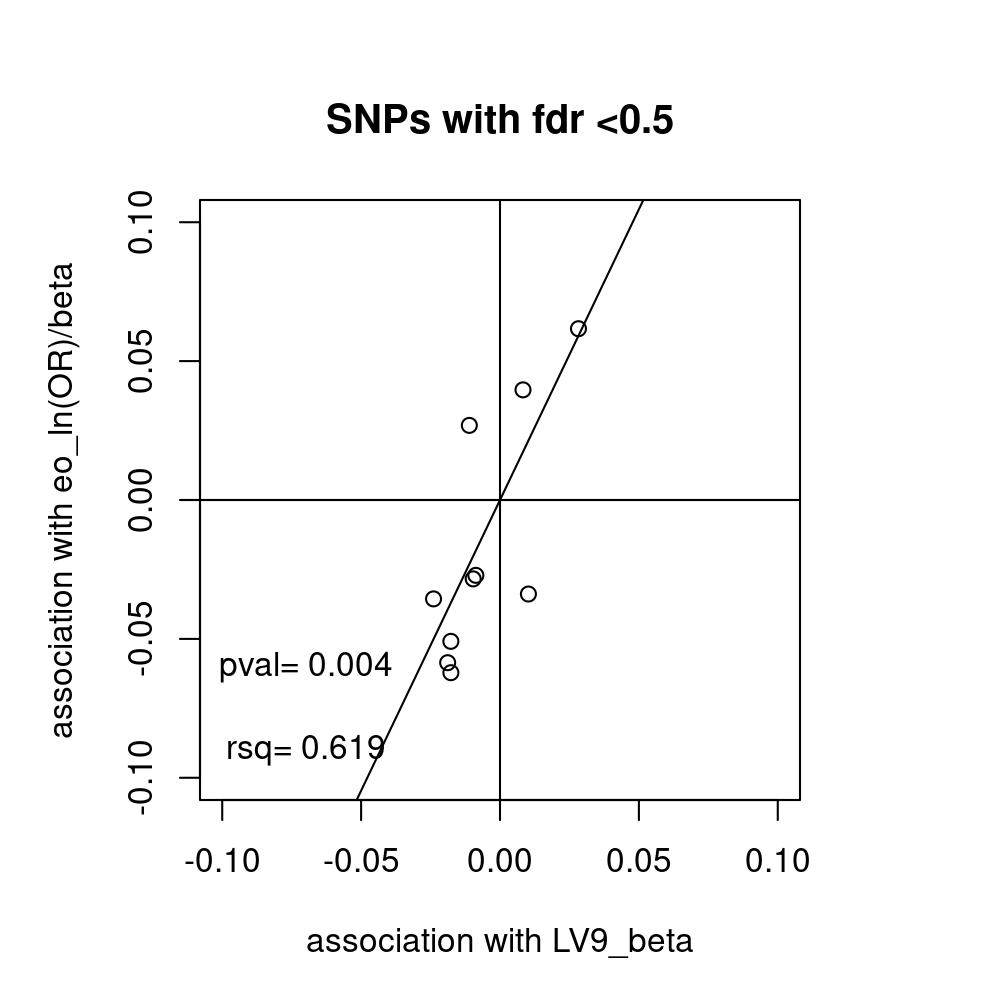 SNPs with fdr <0.5
association with eo_ln(OR)/beta
0.10
0.05
0.00
-0.05
-0.10
pval= 0.004
rsq= 0.619
-0.10 -0.05 0.00 0.05 0.10
association with LV9_beta